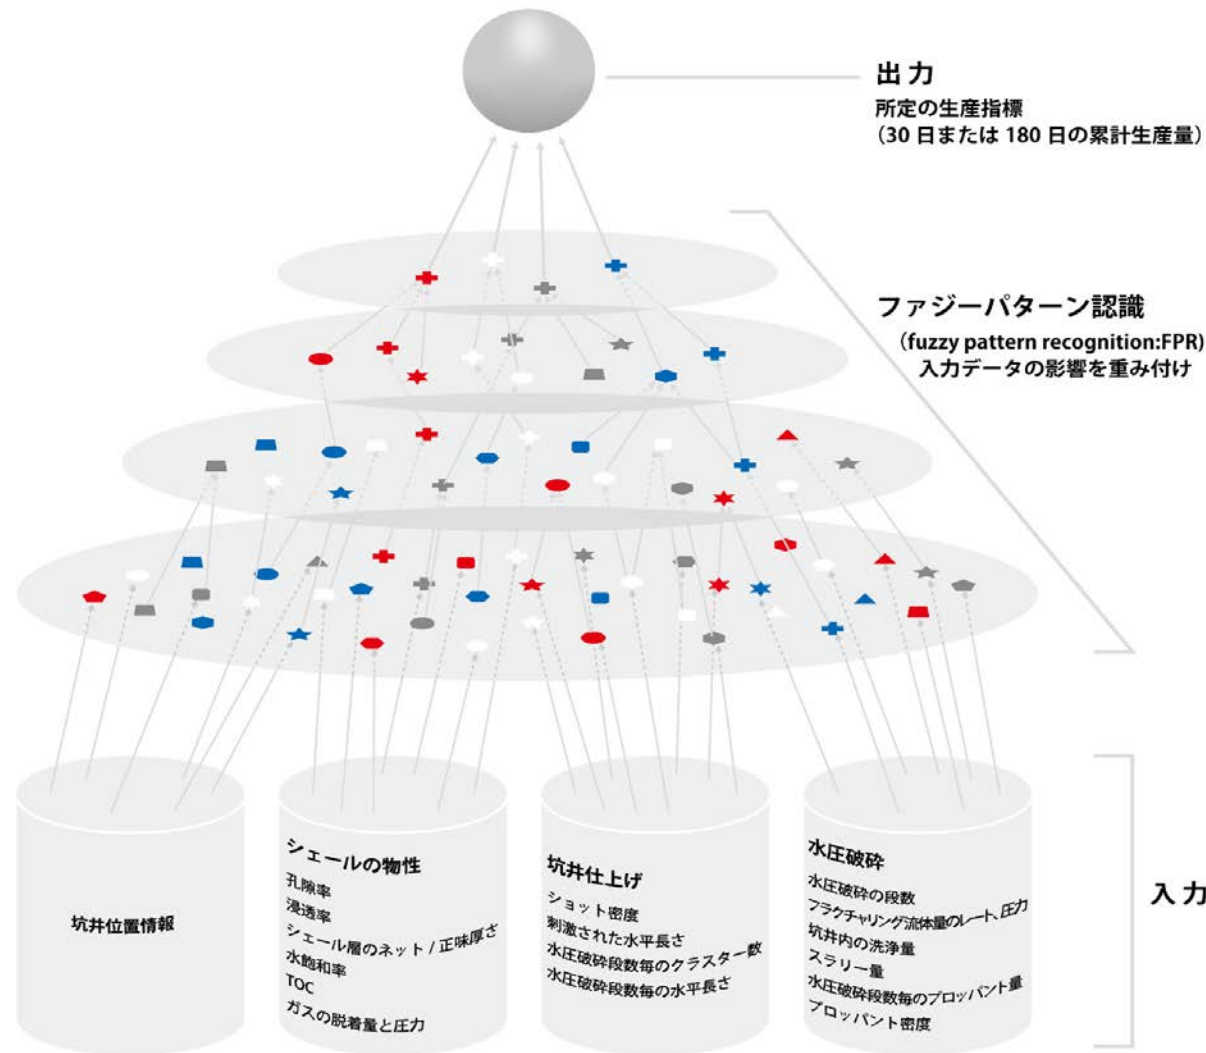 出力
所定の生産指標
（30 日または 180 日の累計生産量）
ファジーパターン認識
（fuzzy pattern recognition:FPR)
入力データの影響を重み付け
坑井位置情報
シェールの物性
孔隙率
浸透率
シェール層のネット / 正味厚さ
水飽和率
TOC
ガスの脱着量と圧力
坑井仕上げ
ショット密度
刺激された水平長さ
水圧破砕段数毎のクラスター数
水圧破砕段数毎の水平長さ
水圧破砕
水圧破砕の段数
フラクチャリング流体量のレート、圧力
坑井内の洗浄量
スラリー量
水圧破砕段数毎のプロッパント量
プロッパント密度
入力